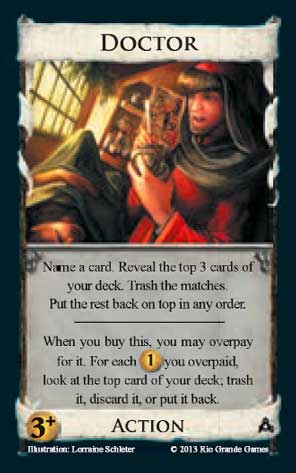 DOCTOR
Name a card. Reveal the top 3 cards of
your deck. Trash the matches.
Put the rest back on top in any order.
When you buy this, you may overpay
for it. For each 1 you overpaid,
look at the top card of your deck; trash
it, discard it, or put it back.
3+
ACTION
Illustration: Lorraine Schleter © 2013 Rio Grande Games